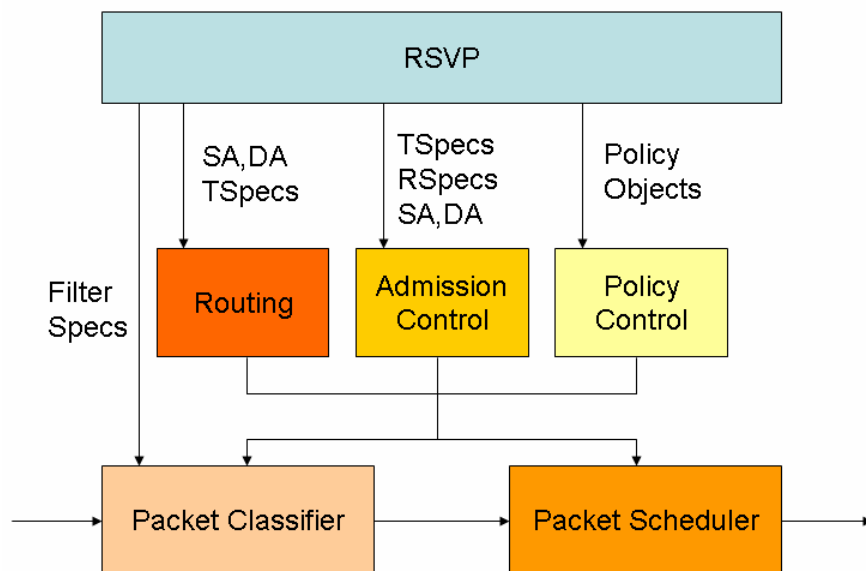 RSVP
SA,DA
TSpecs
TSpecs
RSpecs
SA,DA
Policy
Objects
Filter
Specs
Routing
Admission
Control
Policy
Control
Packet Classifier
Packet Scheduler